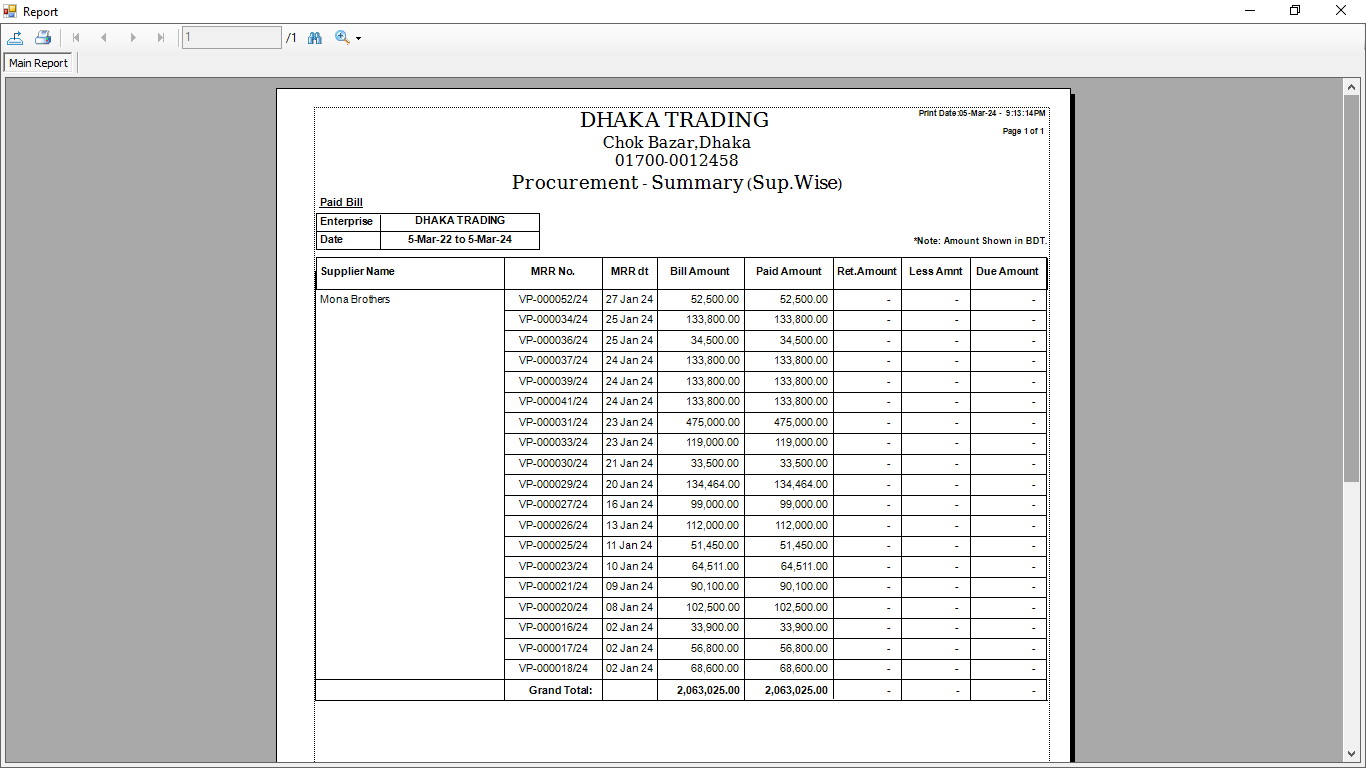 Report
1 /1
Main Report
Print Date:05-Mar-24 - 9:13:14PM
DHAKA TRADING
Page 1 of 1
Chok Bazar,Dhaka
01700-0012458
Procurement - Summary (Sup.Wise)
Paid Bill
Enterprise DHAKA TRADING
Date 5-Mar-22 to 5-Mar-24
*Note: Amount Shown in BDT.
Supplier Name MRR No. MRR dt Bill Amount Paid Amount Ret.Amount Less Amnt Due Amount
Mona Brothers VP-000052/24 27 Jan 24 52,500.00 52,500.00 - - -
VP-000034/24 25 Jan 24 133,800.00 133,800.00 - - -
VP-000036/24 25 Jan 24 34,500.00 34,500.00 - - -
VP-000037/24 24 Jan 24 133,800.00 133,800.00 - - -
VP-000039/24 24 Jan 24 133,800.00 133,800.00 - - -
VP-000041/24 24 Jan 24 133,800.00 133,800.00 - - -
VP-000031/24 23 Jan 24 475,000.00 475,000.00 - - -
VP-000033/24 23 Jan 24 119,000.00 119,000.00 - - -
VP-000030/24 21 Jan 24 33,500.00 33,500.00 - - -
VP-000029/24 20 Jan 24 134,464.00 134,464.00 - - -
VP-000027/24 16 Jan 24 99,000.00 99,000.00 - - -
VP-000026/24 13 Jan 24 112,000.00 112,000.00 - - -
VP-000025/24 11 Jan 24 51,450.00 51,450.00 - - -
VP-000023/24 10 Jan 24 64,511.00 64,511.00 - - -
VP-000021/24 09 Jan 24 90,100.00 90,100.00 - - -
VP-000020/24 08 Jan 24 102,500.00 102,500.00 - - -
VP-000016/24 02 Jan 24 33,900.00 33,900.00 - - -
VP-000017/24 02 Jan 24 56,800.00 56,800.00 - - -
VP-000018/24 02 Jan 24 68,600.00 68,600.00 - - -
Grand Total: 2,063,025.00 2,063,025.00 - - -